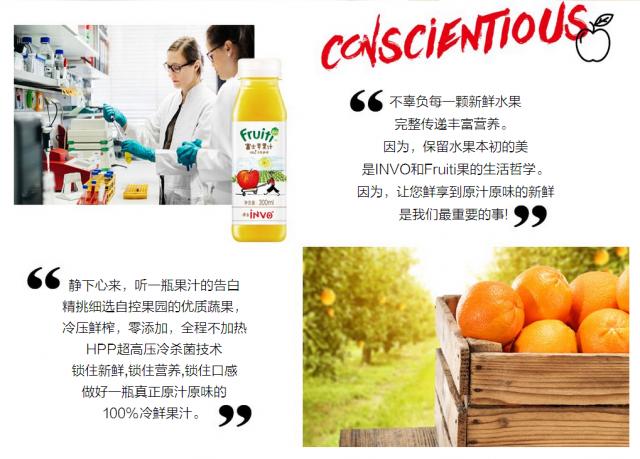 CONSCIENTIOUS
不辜负每一颗新鲜水果
完整传递丰富营养。
因为，保留水果本初的美
是INVO和Fruiti果的生活哲学。
因为，让您鲜享到原汁原味的新鲜
是我们最重要的事!
Fruiti
富士苹果汁
300ml
INVO
静下心来，听一瓶果汁的告白
精挑细选自控果园的优质蔬果，
冷压鲜榨，零添加，全程不加热
HPP超高压冷杀菌技术
锁住新鲜,锁住营养,锁住口感
做好一瓶真正原汁原味的
100%冷鲜果汁。